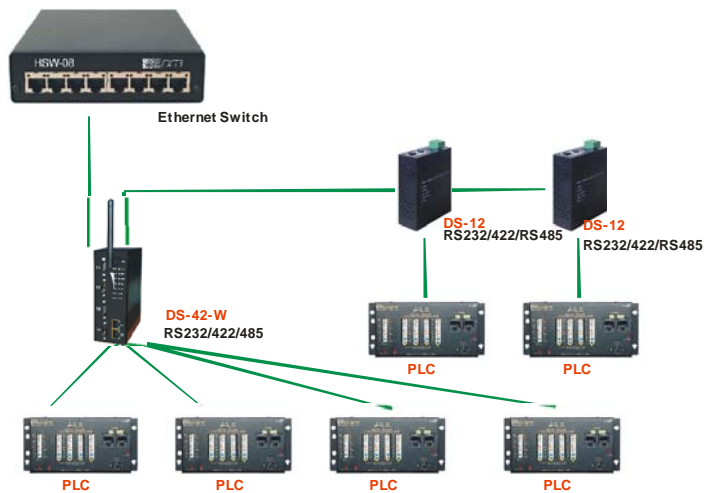 HSW-08
Ethernet Switch
DS-12
RS232/422/RS485
DS-12
RS232/422/RS485
DS-42-W
RS232/422/485
PLC
PLC
PLC
PLC
PLC
PLC